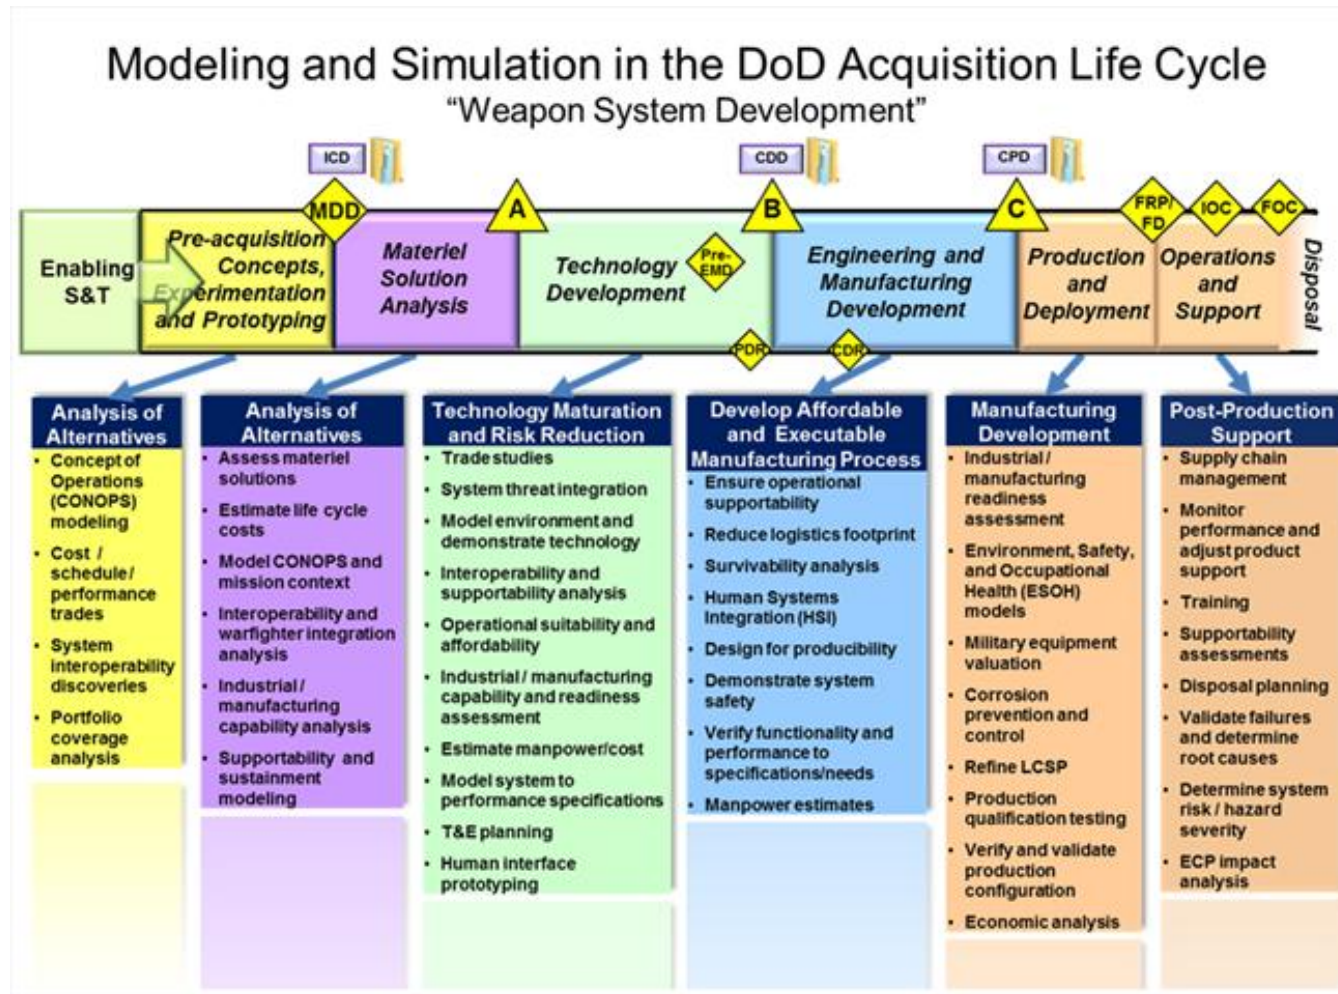 Modeling and Simulation in the DoD Acquisition Life Cycle
“Weapon System Development”
ICD
CDD
CPD
MDD
A
B
C
FRP/
FD
IOC
FOC
Enabling
S&T
Pre-acquisition
Concepts,
Experimentation
and Prototyping
Materiel
Solution
Analysis
Technology
Development
Pre-
EMD
Engineering and
Manufacturing
Development
Production
and
Deployment
Operations
and
Support
Disposal
PDR
CDR
Analysis of
Alternatives
• Concept of
Operations
(CONOPS)
modeling
• Cost /
schedule /
performance
trades
• System
interoperability
discoveries
• Portfolio
coverage
analysis
Analysis of
Alternatives
• Assess materiel
solutions
• Estimate life cycle
costs
• Model CONOPS and
mission context
• Interoperability and
warfighter integration
analysis
• Industrial /
manufacturing
capability analysis
• Supportability and
sustainment
modeling
Technology Maturation
and Risk Reduction
• Trade studies
• System threat integration
• Model environment and
demonstrate technology
• Interoperability and
supportability analysis
• Operational suitability and
affordability
• Industrial / manufacturing
capability and readiness
assessment
• Estimate manpower/cost
• Model system to
performance specifications
• T&E planning
• Human interface
prototyping
Develop Affordable
and Executable
Manufacturing Process
• Ensure operational
supportability
• Reduce logistics footprint
• Survivability analysis
• Human Systems
Integration (HSI)
• Design for producibility
• Demonstrate system
safety
• Verify functionality and
performance to
specifications/needs
• Manpower estimates
Manufacturing
Development
• Industrial /
manufacturing
readiness
assessment
• Environment, Safety,
and Occupational
Health (ESOH)
models
• Military equipment
valuation
• Corrosion
prevention and
control
• Refine LCSP
• Production
qualification testing
• Verify and validate
production
configuration
• Economic analysis
Post-Production
Support
• Supply chain
management
• Monitor
performance and
adjust product
support
• Training
• Supportability
assessments
• Disposal planning
• Validate failures
and determine
root causes
• Determine system
risk / hazard
severity
• ECP impact
analysis